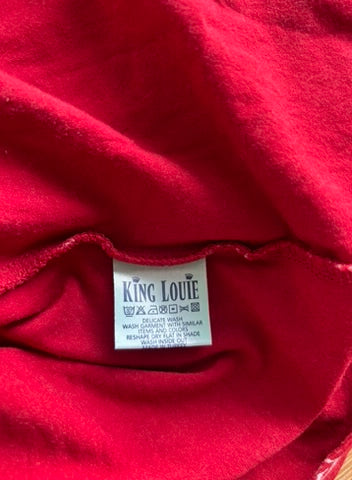 KING LOUIE
DELICATE WASH
WASH GARMENT WITH SIMILAR
ITEMS AND COLORS
RESHAPE DRY FLAT IN SHADE
WASH INSIDE OUT
MADE IN TURKEY